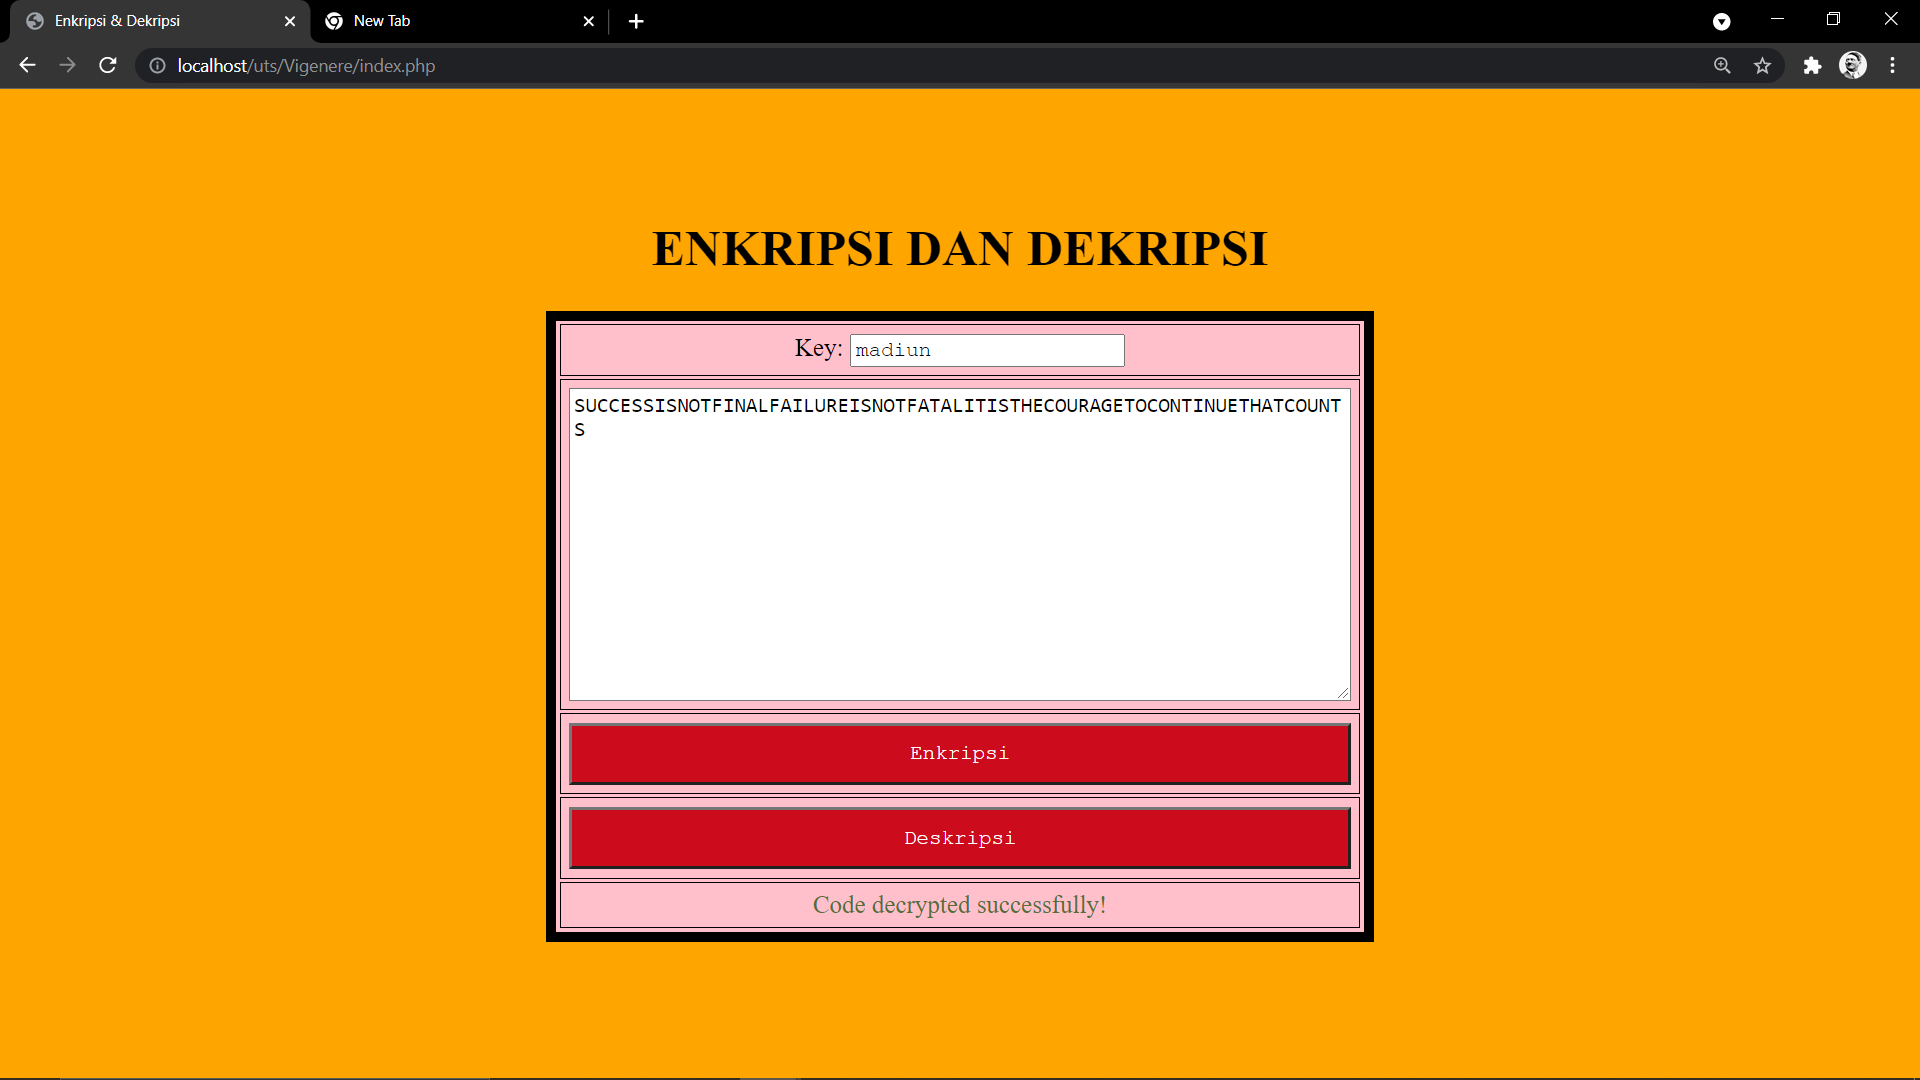 Enkripsi & Dekripsi
New Tab
localhost/uts/Vigenere/index.php
ENKRIPSI DAN DEKRIPSI
Key: madiun
SUCCESSISNOTFINALFAILUREISNOTFATALITISTHECOURAGETOCONTINUETHATCOUNT
S
Enkripsi
Deskripsi
Code decrypted successfully!